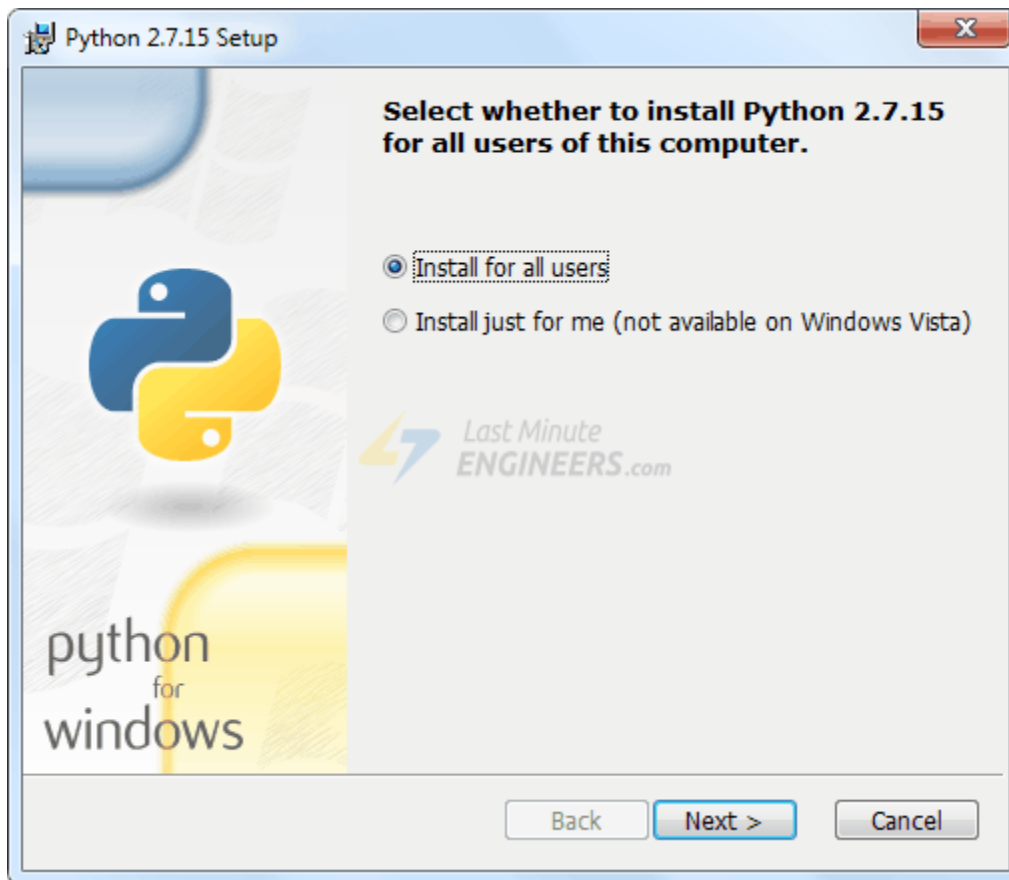 Python 2.7.15 Setup
Select whether to install Python 2.7.15
for all users of this computer.
Install for all users
Install just for me (not available on Windows Vista)
Last Minute
ENGINEERS.com
python
for
windows
Back
Next >
Cancel